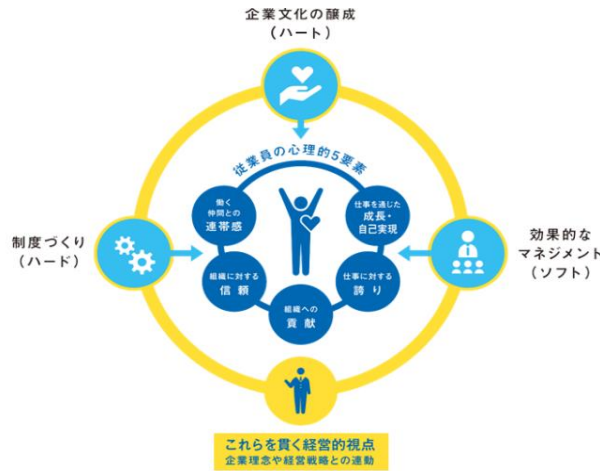 企業文化の醸成
(ハート)
従業員の心理的5要素
働く
仲間との
連帯感
仕事を通じた
成長・
自己実現
制度づくり
(ハード)
効果的な
マネジメント
(ソフト)
組織に対する
信頼
仕事に対する
誇り
組織への
貢献
これらを貫く経営的視点
企業理念や経営戦略との連動